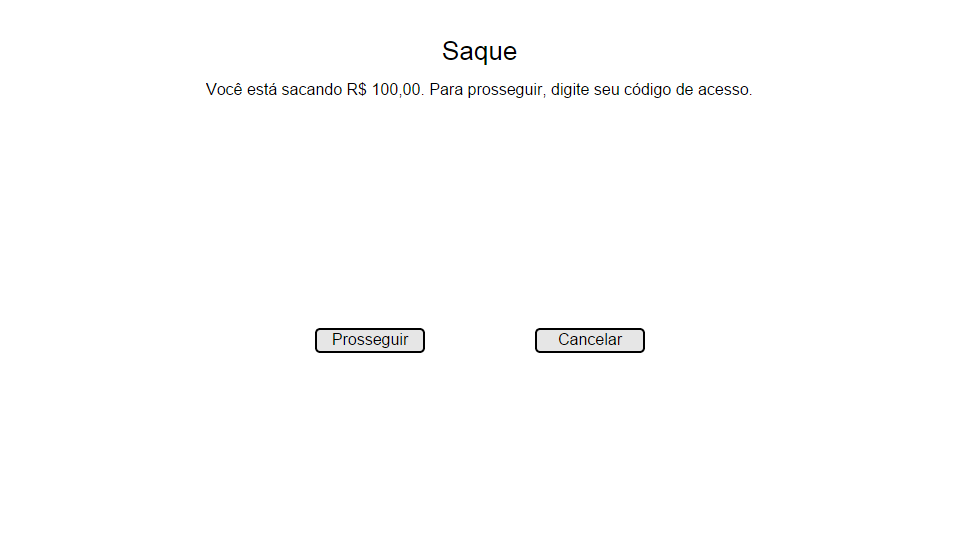 Saque
Você está sacando R$ 100,00. Para prosseguir, digite seu código de acesso.
Prosseguir
Cancelar